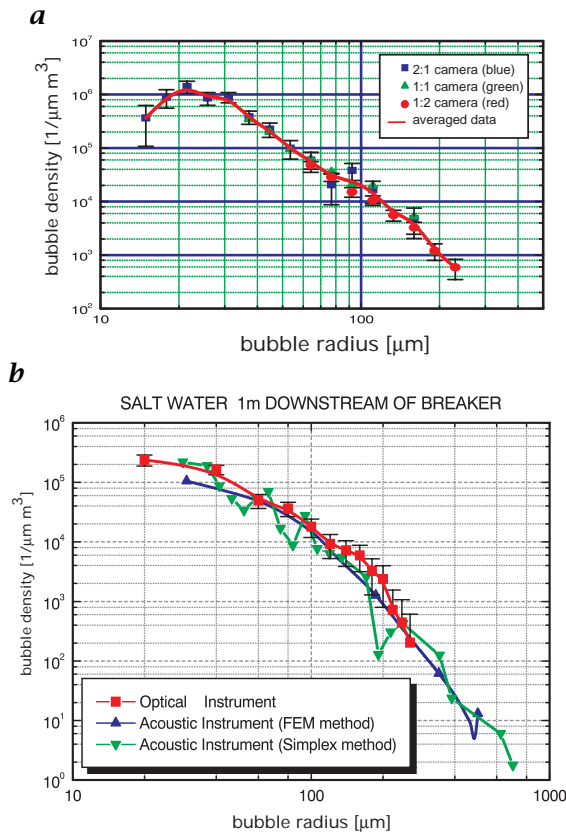 a
bubble density [1/µm m³]
10⁷
10⁶
10⁵
10⁴
10³
10²
2:1 camera (blue)
1:1 camera (green)
1:2 camera (red)
averaged data
10
100
bubble radius [µm]
b
SALT WATER 1m DOWNSTREAM OF BREAKER
bubble density [1/µm m³]
10⁶
10⁵
10⁴
10³
10²
10¹
10⁰
Optical Instrument
Acoustic Instrument (FEM method)
Acoustic Instrument (Simplex method)
10
100
1000
bubble radius [µm]